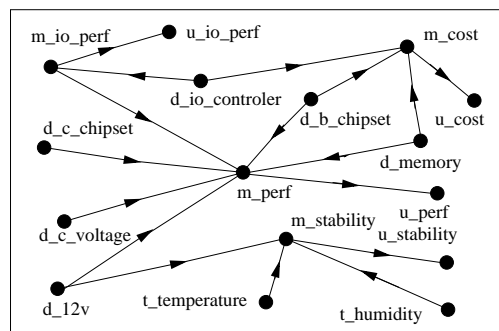 u_io_perf
m_io_perf
m_cost
d_io_controler
d_b_chipset
u_cost
d_c_chipset
d_memory
m_perf
u_perf
m_stability
u_stability
d_c_voltage
t_temperature
d_12v
t_humidity